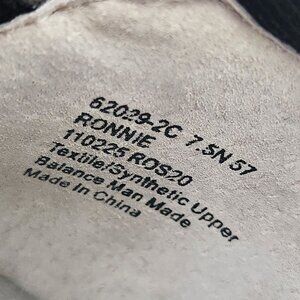 62029-2C 7.5N 57
RONNIE
110225 ROS20
Textile/Synthetic Upper
Balance Man Made
Made In China